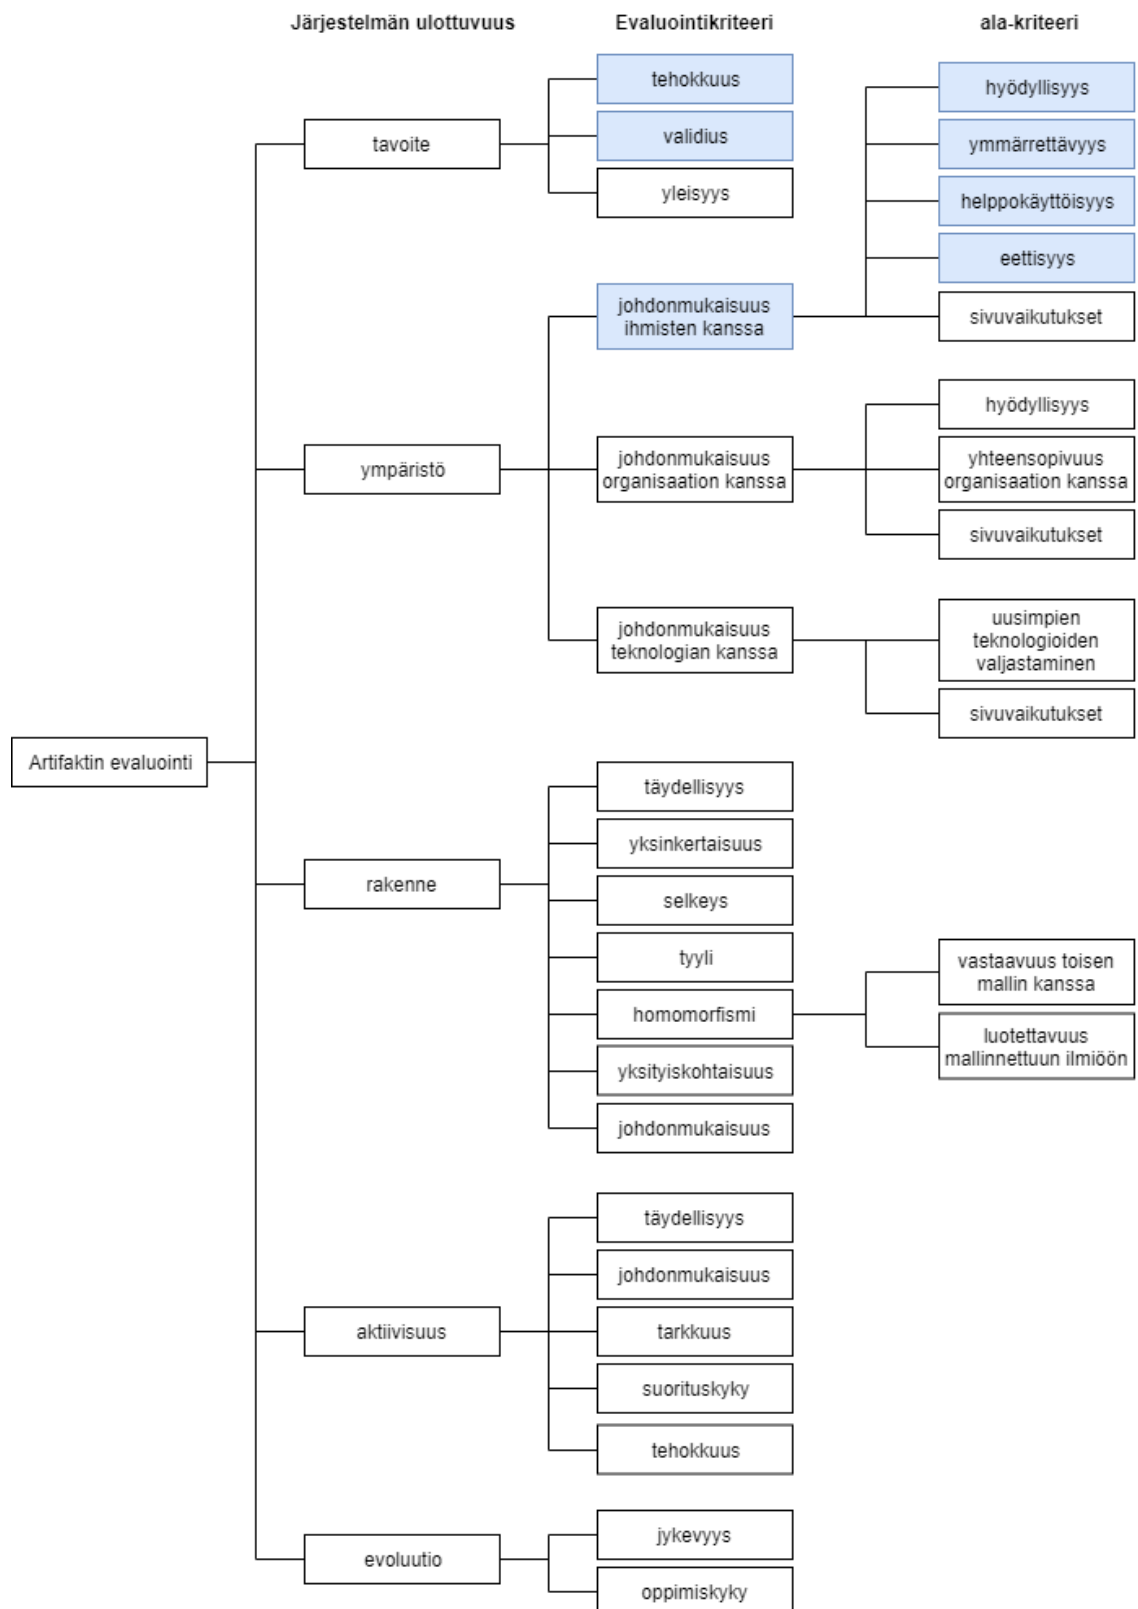 Järjestelmän ulottuvuus
Evaluointikriteeri
ala-kriteeri
Artifaktin evaluointi
tavoite
tehokkuus
validius
yleisyys
ympäristö
johdonmukaisuus
ihmisten kanssa
hyödyllisyys
ymmärrettävyys
helppokäyttöisyys
eettisyys
sivuvaikutukset
johdonmukaisuus
organisaation kanssa
hyödyllisyys
yhteensopivuus
organisaation kanssa
sivuvaikutukset
johdonmukaisuus
teknologian kanssa
uusimpien
teknologioiden
valjastaminen
sivuvaikutukset
rakenne
täydellisyys
yksinkertaisuus
selkeys
tyyli
homomorfismi
vastaavuus toisen
mallin kanssa
luotettavuus
mallinnettuun ilmiöön
yksityiskohtaisuus
johdonmukaisuus
aktiivisuus
täydellisyys
johdonmukaisuus
tarkkuus
suorituskyky
tehokkuus
evoluutio
jykevyys
oppimiskyky